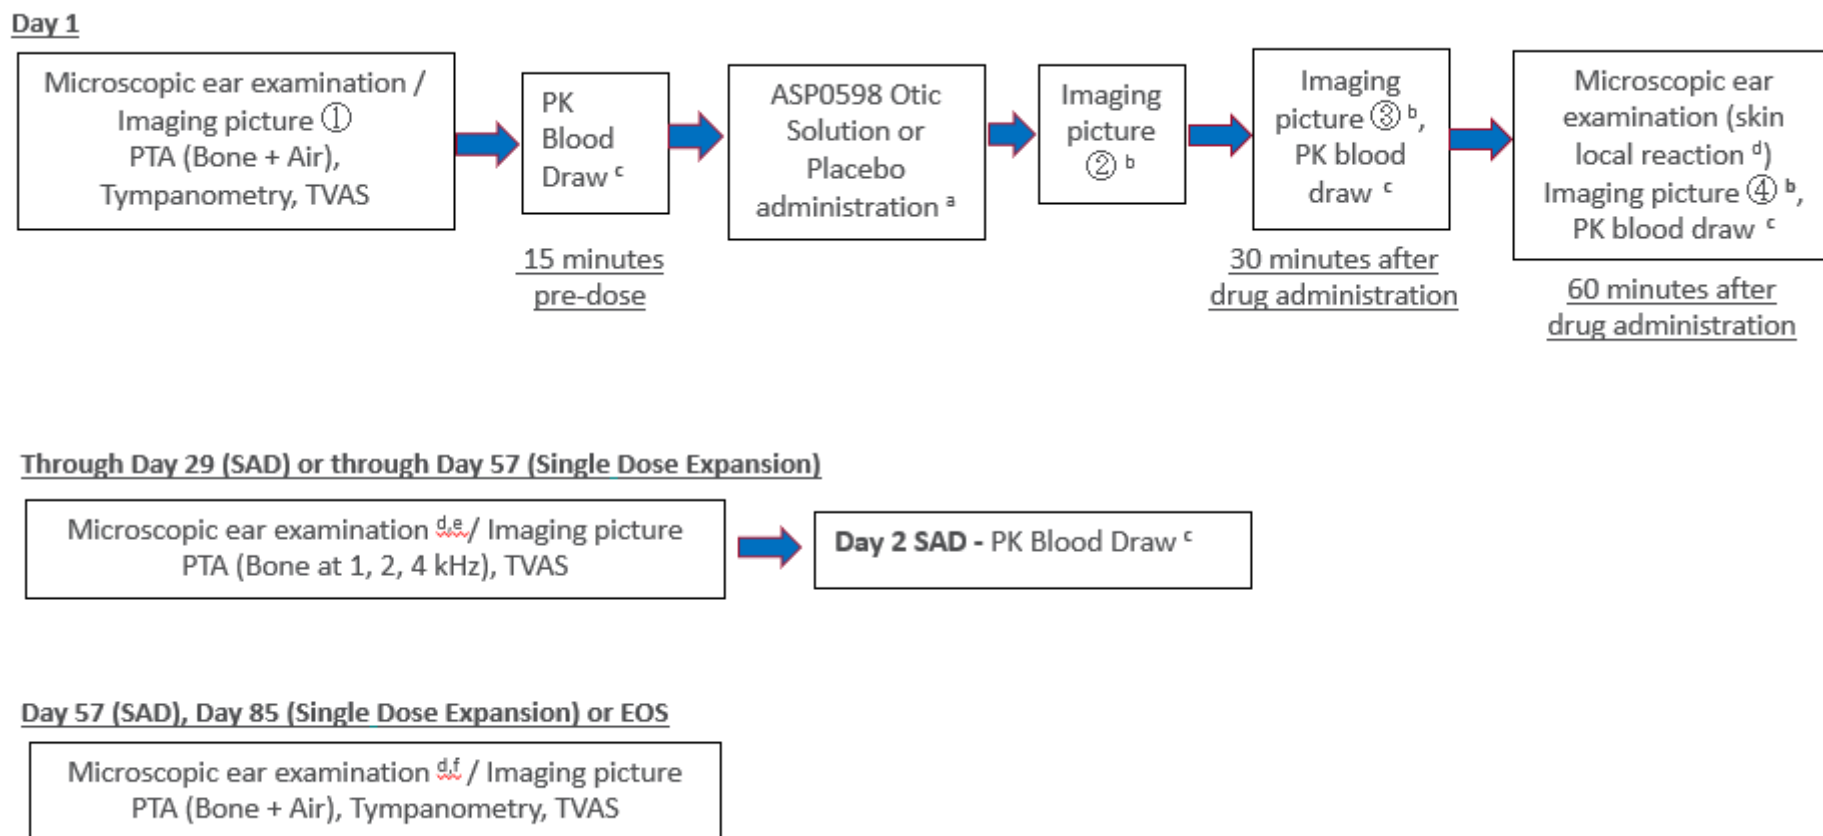 Day 1
Microscopic ear examination /
Imaging picture ①
PTA (Bone + Air),
Tympanometry, TVAS
PK
Blood
Draw c
15 minutes
pre-dose
ASP0598 Otic
Solution or
Placebo
administration a
Imaging
picture
② b
Imaging
picture ③ b,
PK blood
draw c
30 minutes after
drug administration
Microscopic ear
examination (skin
local reaction d)
Imaging picture ④ b,
PK blood draw c
60 minutes after
drug administration
Through Day 29 (SAD) or through Day 57 (Single Dose Expansion)
Microscopic ear examination d,e / Imaging picture
PTA (Bone at 1, 2, 4 kHz), TVAS
Day 2 SAD - PK Blood Draw c
Day 57 (SAD), Day 85 (Single Dose Expansion) or EOS
Microscopic ear examination d,f / Imaging picture
PTA (Bone + Air), Tympanometry, TVAS